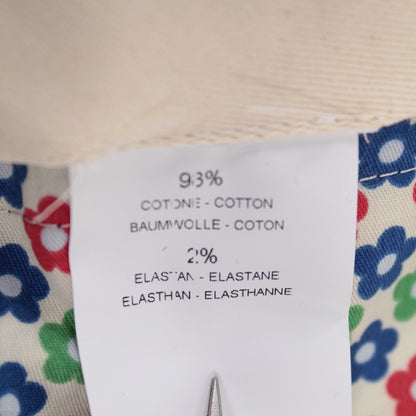 98%
COTONE - COTTON
BAUMWOLLE - COTON
2%
ELASTAN - ELASTANE
ELASTHAN - ELASTHANNE